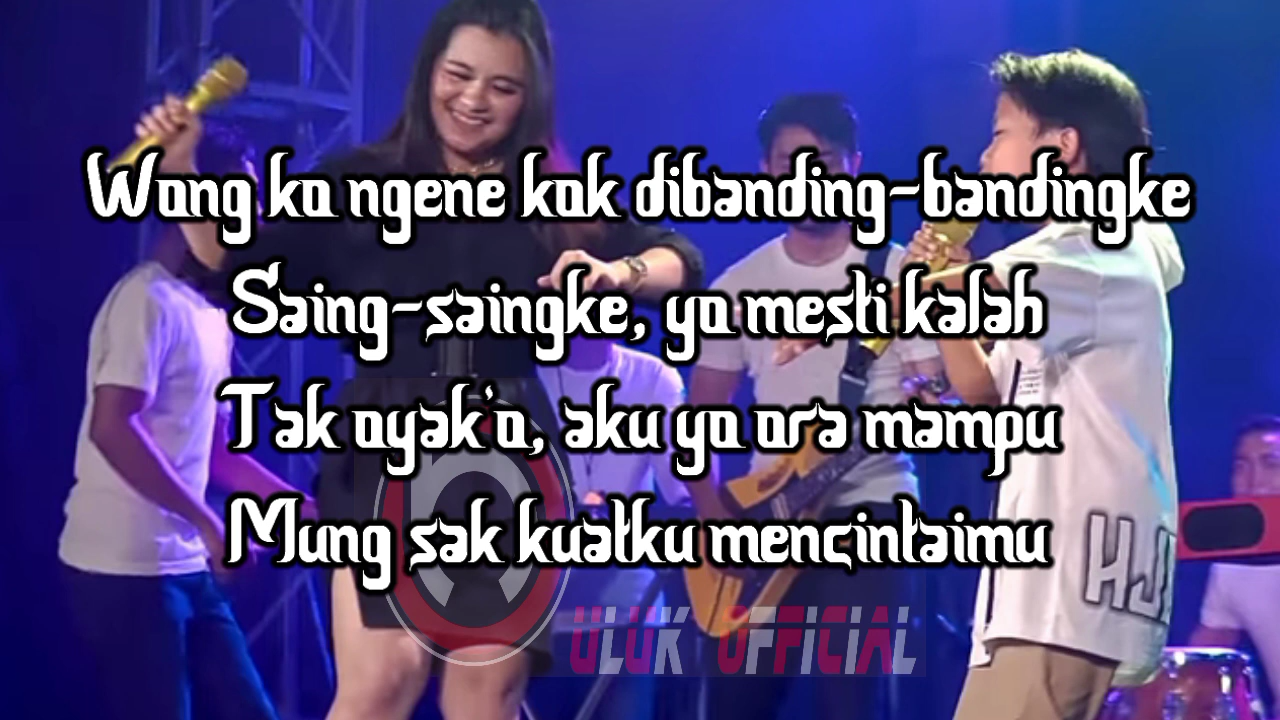 Wong ko ngene kok dibanding-bandingke
Saing-saingke, yo mesti kalah
Tak oyak'o, aku yo ora mampu
Mung sak kuatku mencintaimu
ULUK OFFICIAL